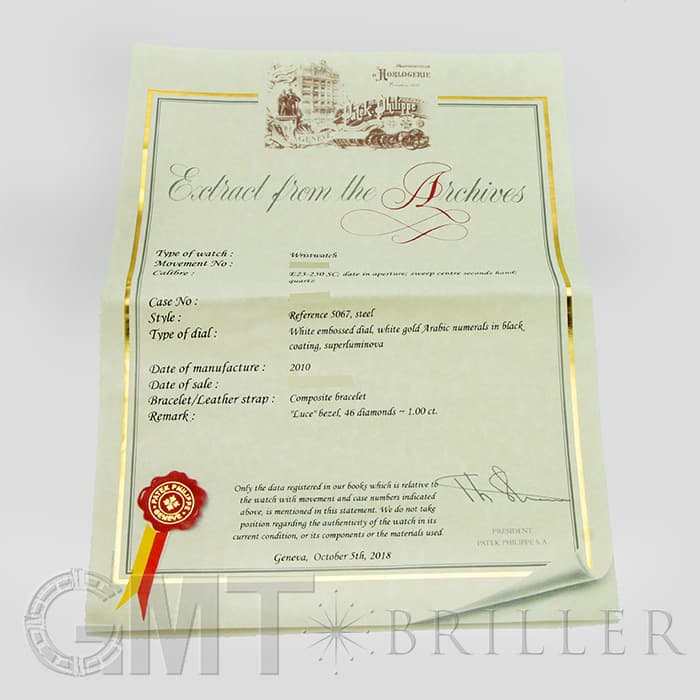 MANUFACTURE
D'HORLOGERIE
Patek Philippe
GENÈVE
Extract from the Archives
Type of watch : Wristwatch
Movement No :
Calibre : E23-250 SC; date in aperture; sweep centre seconds hand; quartz
Case No :
Style : Reference 5067, steel
Type of dial : White embossed dial, white gold Arabic numerals in black
coating, superluminova
Date of manufacture : 2010
Date of sale :
Bracelet/Leather strap : Composite bracelet
Remark : "Luce" bezel, 46 diamonds ~ 1.00 ct.
Only the data registered in our books which is relative to
the watch with movement and case numbers indicated
above, is mentioned in this statement. We do not take
position regarding the authenticity of the watch in its
current condition, or its components or the materials used.
Geneva, October 5th, 2018
PRESIDENT
PATEK PHILIPPE S.A.
PATEK PHILIPPE
GENEVE
GMT BRILLER